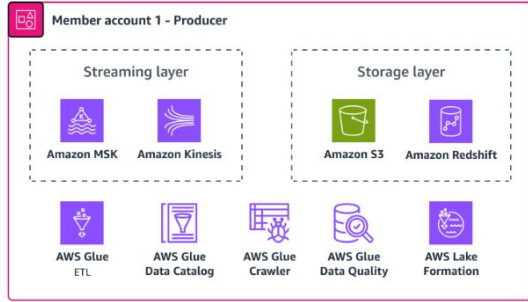 Member account 1 - Producer
Streaming layer
Storage layer
Amazon MSK
Amazon Kinesis
Amazon S3
Amazon Redshift
AWS Glue
ETL
AWS Glue
Data Catalog
AWS Glue
Crawler
AWS Glue
Data Quality
AWS Lake
Formation